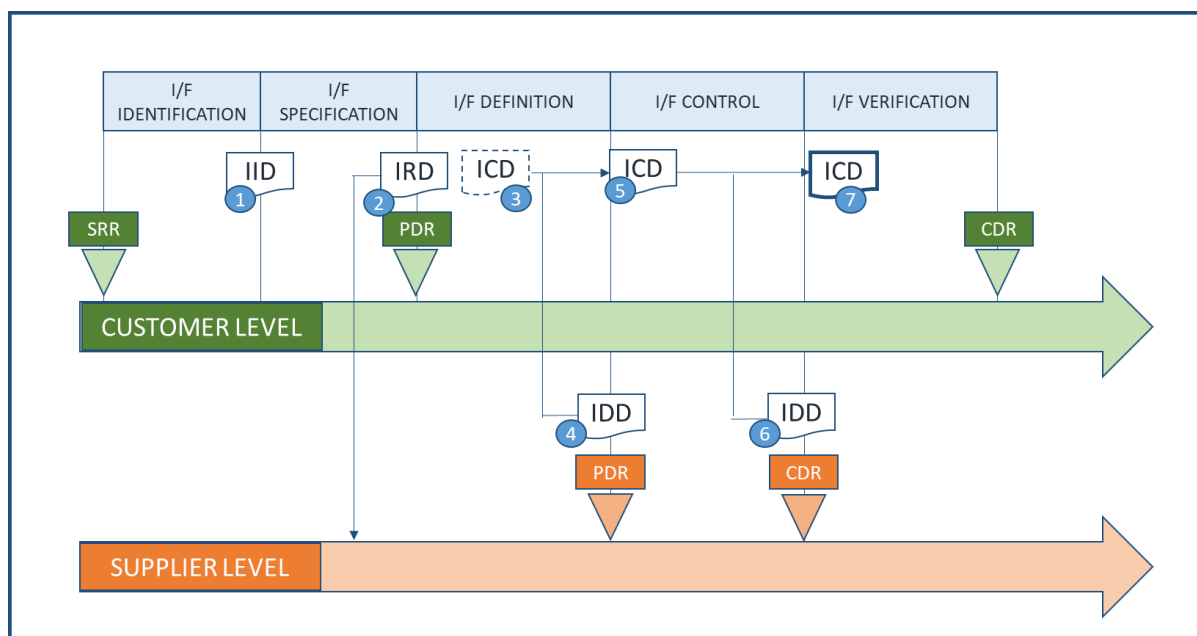 I/F
IDENTIFICATION
I/F
SPECIFICATION
I/F DEFINITION
I/F CONTROL
I/F VERIFICATION
IID
1
IRD
2
ICD
3
ICD
5
ICD
7
SRR
PDR
CDR
CUSTOMER LEVEL
IDD
4
IDD
6
PDR
CDR
SUPPLIER LEVEL